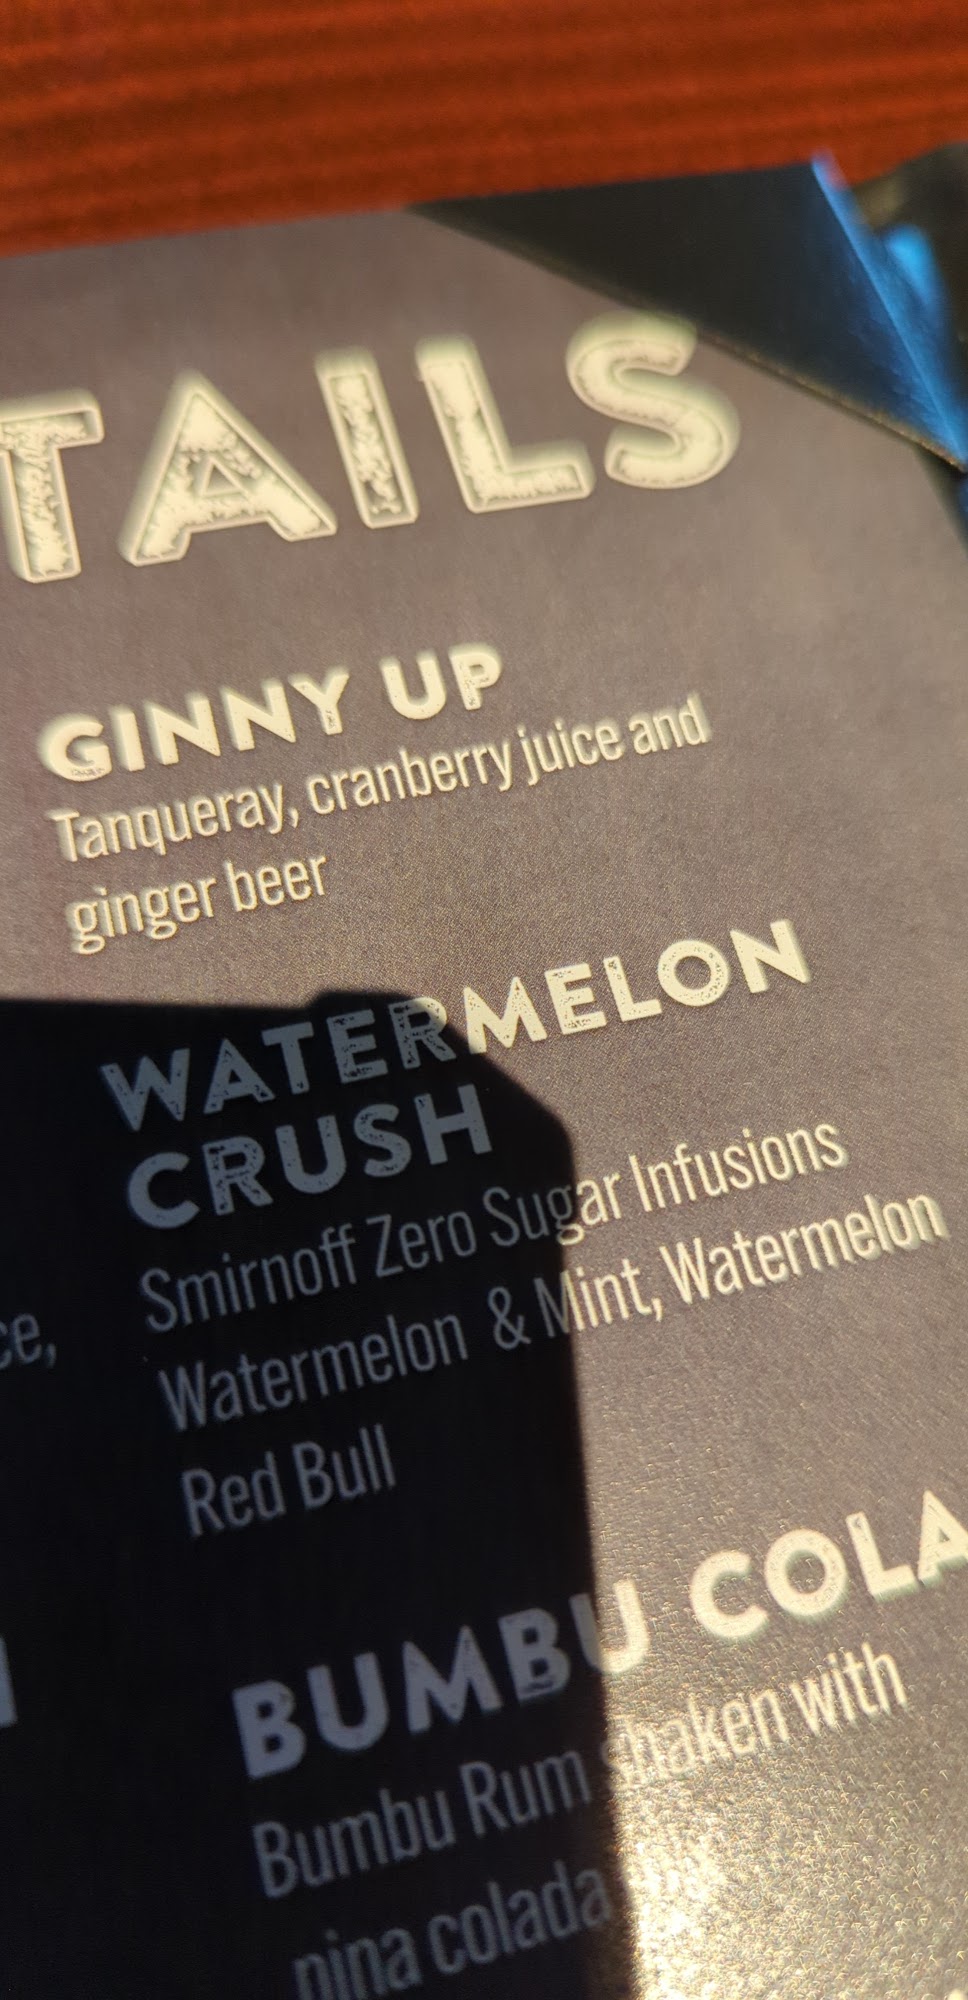 TAILS
GINNY UP
Tanqueray, cranberry juice and
ginger beer
WATERMELON
CRUSH
Smirnoff Zero Sugar Infusions
Watermelon & Mint, Watermelon
Red Bull
ce,
BUMBU COLA
Bumbu Rum shaken with
pina colada